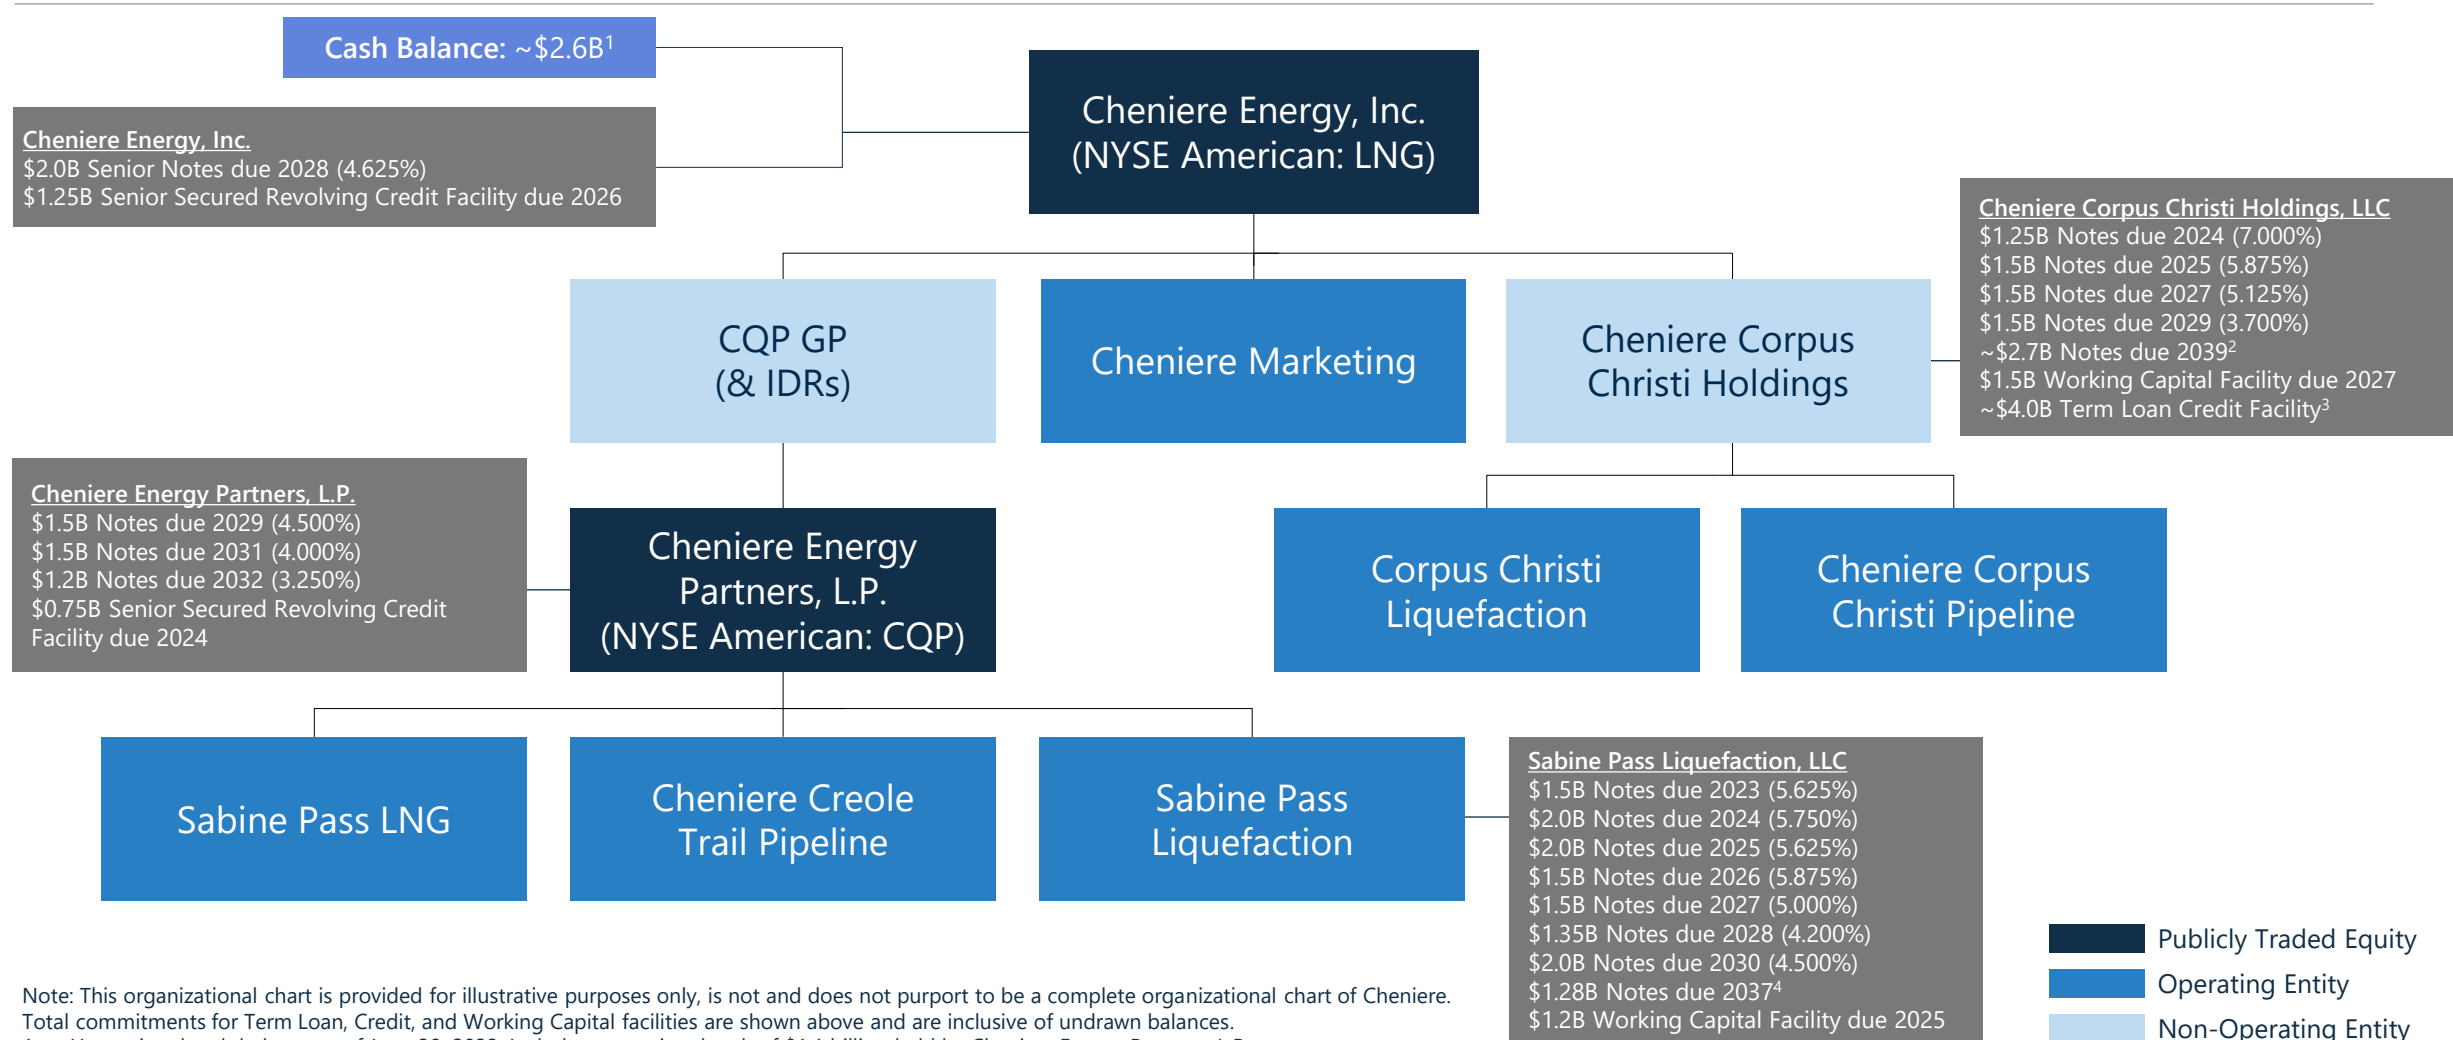 Cash Balance: ~$2.6B¹
Cheniere Energy, Inc.
(NYSE American: LNG)
Cheniere Energy, Inc.
$2.0B Senior Notes due 2028 (4.625%)
$1.25B Senior Secured Revolving Credit Facility due 2026
Cheniere Corpus Christi Holdings, LLC
$1.25B Notes due 2024 (7.000%)
$1.5B Notes due 2025 (5.875%)
$1.5B Notes due 2027 (5.125%)
$1.5B Notes due 2029 (3.700%)
~$2.7B Notes due 2039²
$1.5B Working Capital Facility due 2027
~$4.0B Term Loan Credit Facility³
CQP GP
(& IDRs)
Cheniere Marketing
Cheniere Corpus
Christi Holdings
Cheniere Energy Partners, L.P.
$1.5B Notes due 2029 (4.500%)
$1.5B Notes due 2031 (4.000%)
$1.2B Notes due 2032 (3.250%)
$0.75B Senior Secured Revolving Credit
Facility due 2024
Cheniere Energy
Partners, L.P.
(NYSE American: CQP)
Corpus Christi
Liquefaction
Cheniere Corpus
Christi Pipeline
Sabine Pass LNG
Cheniere Creole
Trail Pipeline
Sabine Pass
Liquefaction
Sabine Pass Liquefaction, LLC
$1.5B Notes due 2023 (5.625%)
$2.0B Notes due 2024 (5.750%)
$2.0B Notes due 2025 (5.625%)
$1.5B Notes due 2026 (5.875%)
$1.5B Notes due 2027 (5.000%)
$1.35B Notes due 2028 (4.200%)
$2.0B Notes due 2030 (4.500%)
$1.28B Notes due 2037⁴
$1.2B Working Capital Facility due 2025
Publicly Traded Equity
Operating Entity
Non-Operating Entity
Note: This organizational chart is provided for illustrative purposes only, is not and does not purport to be a complete organizational chart of Cheniere.
Total commitments for Term Loan, Credit, and Working Capital facilities are shown above and are inclusive of undrawn balances.